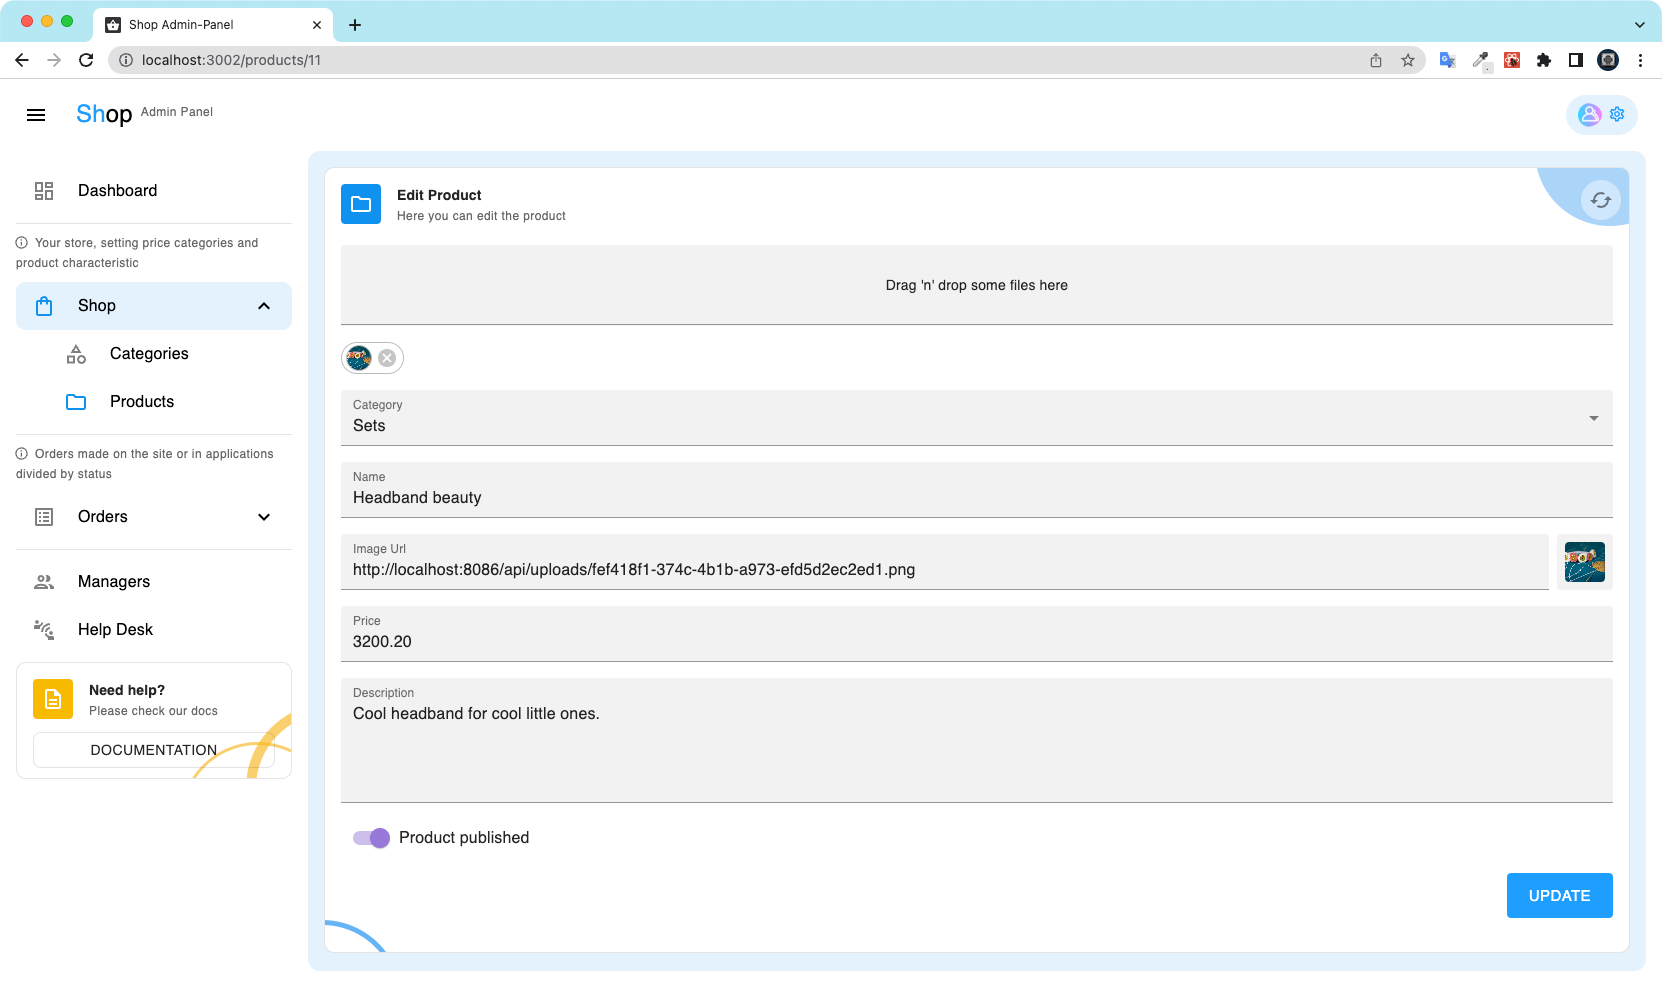 Shop Admin-Panel
localhost:3002/products/11
Shop Admin Panel
Dashboard
Your store, setting price categories and
product characteristic
Shop
Categories
Products
Orders made on the site or in applications
divided by status
Orders
Managers
Help Desk
Need help?
Please check our docs
DOCUMENTATION
Edit Product
Here you can edit the product
Drag 'n' drop some files here
Category
Sets
Name
Headband beauty
Image Url
http://localhost:8086/api/uploads/fef418f1-374c-4b1b-a973-efd5d2ec2ed1.png
Price
3200.20
Description
Cool headband for cool little ones.
Product published
UPDATE